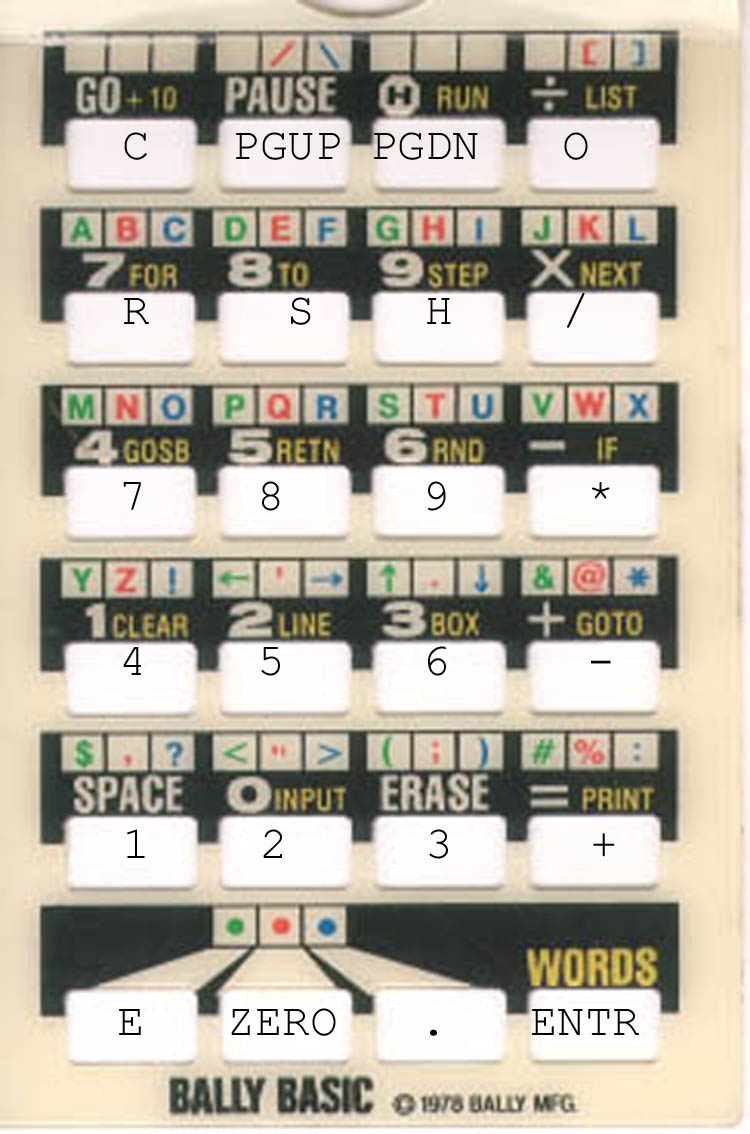 / \ [ ]
GO +10 PAUSE H RUN ÷ LIST
C PGUP PGDN O
A B C D E F G H I J K L
7 FOR 8 TO 9 STEP X NEXT
R S H /
M N O P Q R S T U V W X
4 GOSB 5 RETN 6 RND - IF
7 8 9 *
Y Z ! ← ' → ↑ . ↓ & @ *
1 CLEAR 2 LINE 3 BOX + GOTO
4 5 6 -
$ , ? < " > ( ; ) # % :
SPACE 0 INPUT ERASE = PRINT
1 2 3 +
WORDS
E ZERO . ENTR
BALLY BASIC © 1978 BALLY MFG.